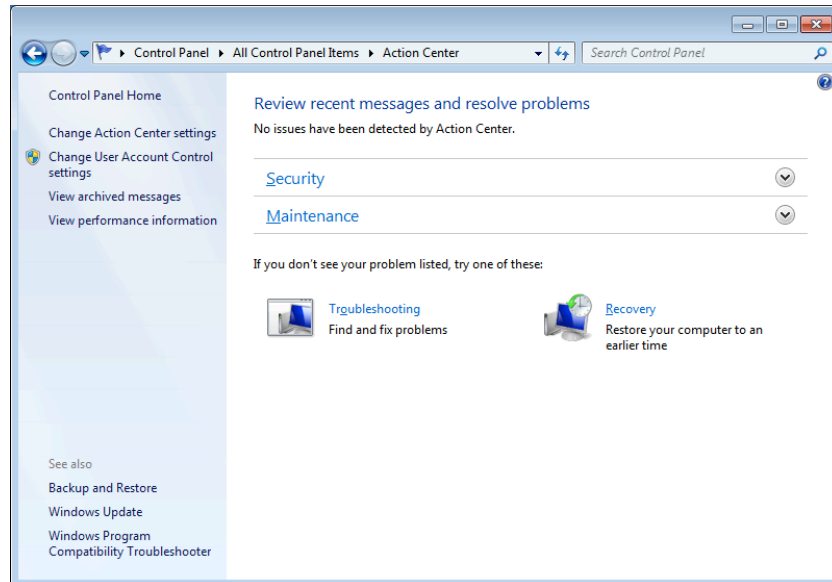 Control Panel ▸ All Control Panel Items ▸ Action Center
Search Control Panel
Control Panel Home
Change Action Center settings
Change User Account Control
settings
View archived messages
View performance information
See also
Backup and Restore
Windows Update
Windows Program
Compatibility Troubleshooter
Review recent messages and resolve problems
No issues have been detected by Action Center.
Security
Maintenance
If you don't see your problem listed, try one of these:
Troubleshooting
Find and fix problems
Recovery
Restore your computer to an
earlier time